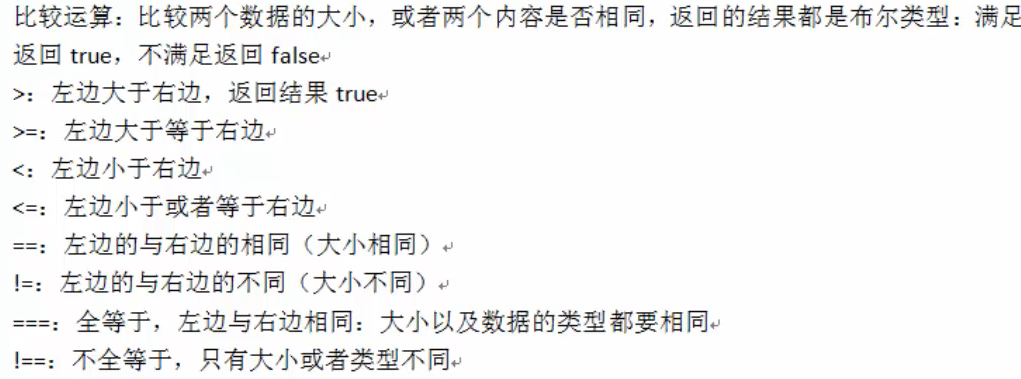 比较运算：比较两个数据的大小，或者两个内容是否相同，返回的结果都是布尔类型：满足
返回 true，不满足返回 false
>：左边大于右边，返回结果 true
>=：左边大于等于右边
<：左边小于右边
<=：左边小于或者等于右边
==：左边的与右边的相同（大小相同）
!=：左边的与右边的不同（大小不同）
===：全等于，左边与右边相同：大小以及数据的类型都要相同
!==：不全等于，只有大小或者类型不同